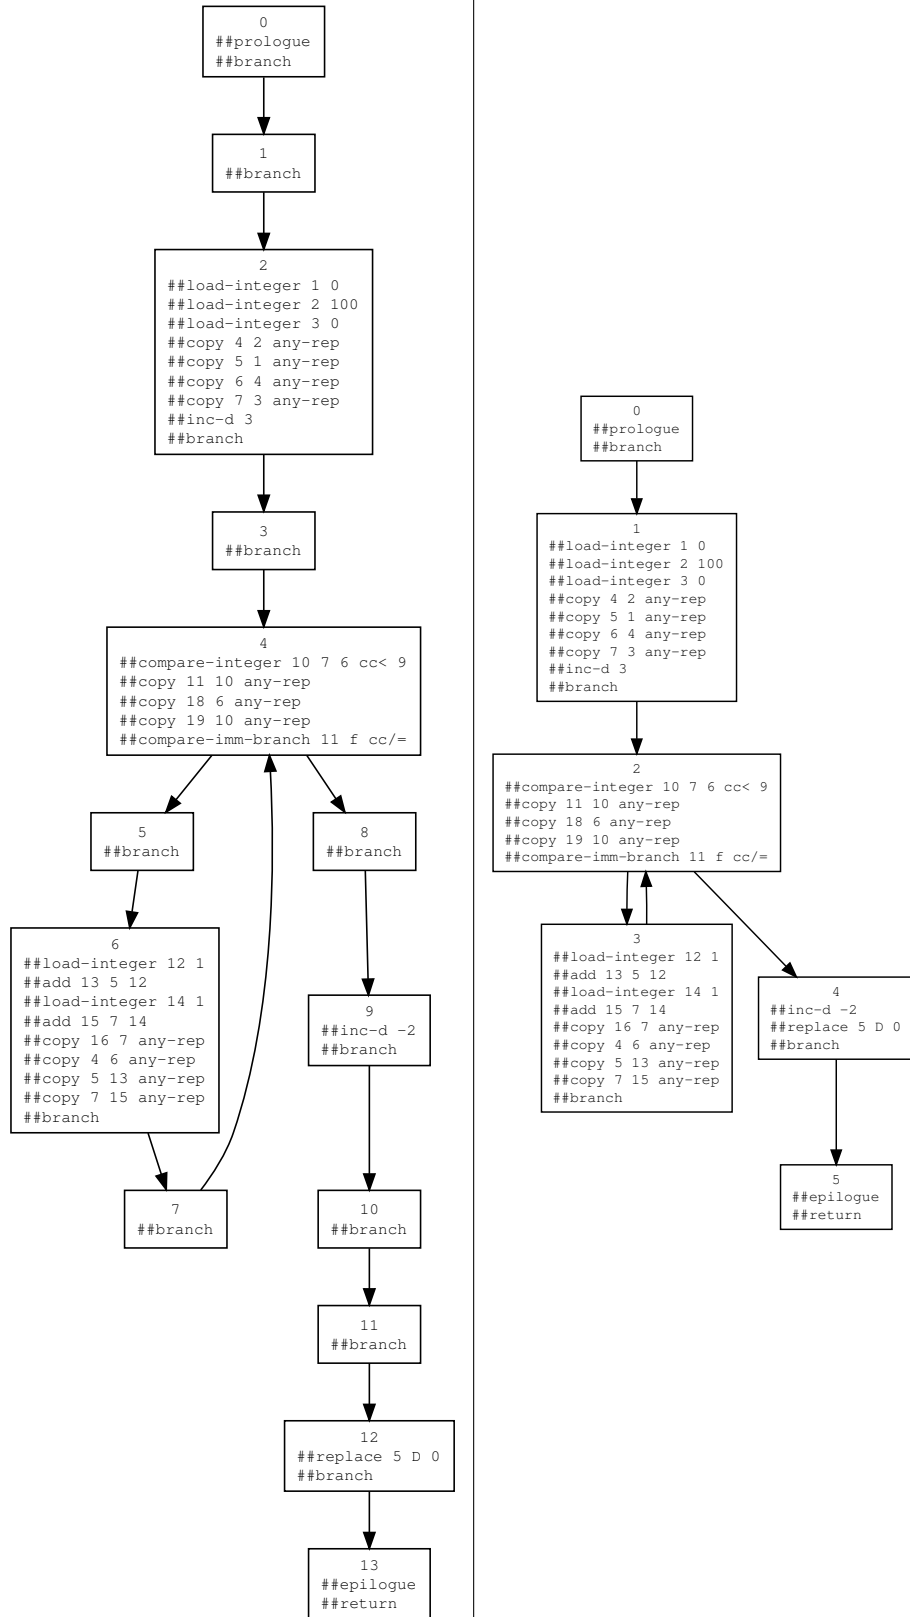 0
##prologue
##branch
1
##branch
2
##load-integer 1 0
##load-integer 2 100
##load-integer 3 0
##copy 4 2 any-rep
##copy 5 1 any-rep
##copy 6 4 any-rep
##copy 7 3 any-rep
##inc-d 3
##branch
3
##branch
4
##compare-integer 10 7 6 cc< 9
##copy 11 10 any-rep
##copy 18 6 any-rep
##copy 19 10 any-rep
##compare-imm-branch 11 f cc/=
5
##branch
8
##branch
6
##load-integer 12 1
##add 13 5 12
##load-integer 14 1
##add 15 7 14
##copy 16 7 any-rep
##copy 4 6 any-rep
##copy 5 13 any-rep
##copy 7 15 any-rep
##branch
9
##inc-d -2
##branch
7
##branch
10
##branch
11
##branch
12
##replace 5 D 0
##branch
13
##epilogue
##return
0
##prologue
##branch
1
##load-integer 1 0
##load-integer 2 100
##load-integer 3 0
##copy 4 2 any-rep
##copy 5 1 any-rep
##copy 6 4 any-rep
##copy 7 3 any-rep
##inc-d 3
##branch
2
##compare-integer 10 7 6 cc< 9
##copy 11 10 any-rep
##copy 18 6 any-rep
##copy 19 10 any-rep
##compare-imm-branch 11 f cc/=
3
##load-integer 12 1
##add 13 5 12
##load-integer 14 1
##add 15 7 14
##copy 16 7 any-rep
##copy 4 6 any-rep
##copy 5 13 any-rep
##copy 7 15 any-rep
##branch
4
##inc-d -2
##replace 5 D 0
##branch
5
##epilogue
##return